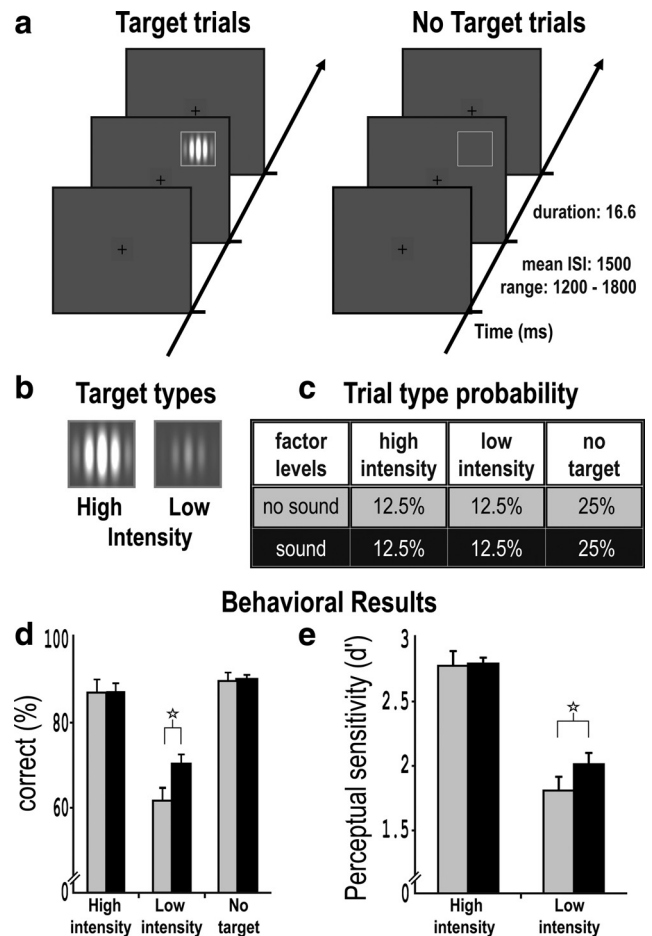 a
Target trials
No Target trials
duration: 16.6
mean ISI: 1500
range: 1200 - 1800
Time (ms)
b
Target types
High
Low
Intensity
c
Trial type probability
factor levels
high intensity
low intensity
no target
no sound
12.5%
12.5%
25%
sound
12.5%
12.5%
25%
Behavioral Results
d
correct (%)
100
80
60
0
High
intensity
Low
intensity
No
target
e
Perceptual sensitivity (d')
3
2.5
2
1.5
0
High
intensity
Low
intensity